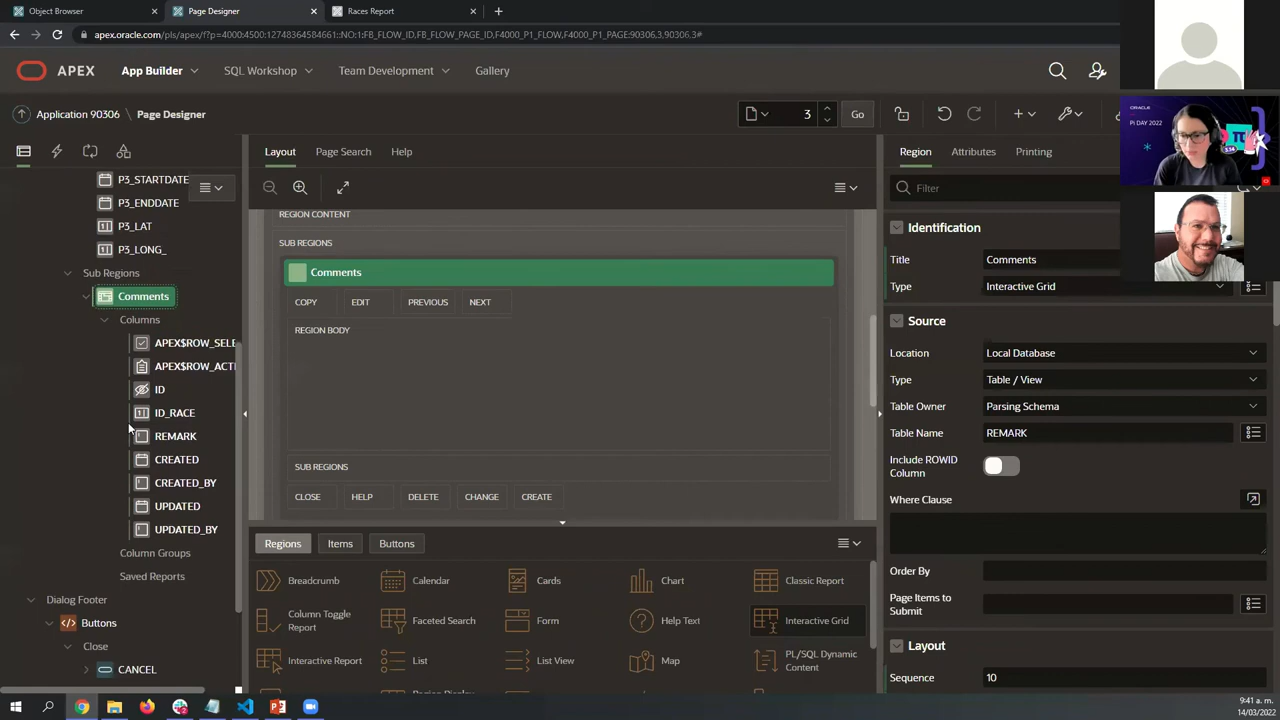 Object Browser
Page Designer
Races Report
apex.oracle.com/pls/apex/f?p=4000:4500:12748364584661::NO:1:FB_FLOW_ID,FB_FLOW_PAGE_ID,F4000_P1_FLOW,F4000_P1_PAGE:90306,3,90306,3#
APEX App Builder SQL Workshop Team Development Gallery
Application 90306 Page Designer
3 Go
Layout Page Search Help
Region Attributes Printing
P3_STARTDATE
P3_ENDDATE
P3_LAT
P3_LONG_
Sub Regions
Comments
Columns
APEX$ROW_SELE
APEX$ROW_ACTI
ID
ID_RACE
REMARK
CREATED
CREATED_BY
UPDATED
UPDATED_BY
Column Groups
Saved Reports
Dialog Footer
Buttons
Close
CANCEL
REGION CONTENT
SUB REGIONS
Comments
COPY EDIT PREVIOUS NEXT
REGION BODY
SUB REGIONS
CLOSE HELP DELETE CHANGE CREATE
Regions Items Buttons
Breadcrumb Calendar Cards Chart Classic Report
Column Toggle
Report
Faceted Search Form Help Text Interactive Grid
Interactive Report List List View Map PL/SQL Dynamic
Content
Region Display
Filter
Identification
Title Comments
Type Interactive Grid
Source
Location Local Database
Type Table / View
Table Owner Parsing Schema
Table Name REMARK
Include ROWID
Column
Where Clause
Order By
Page Items to
Submit
Layout
Sequence 10
ORACLE
Pi DAY 2022
π
3.14
9:41 a. m.
14/03/2022